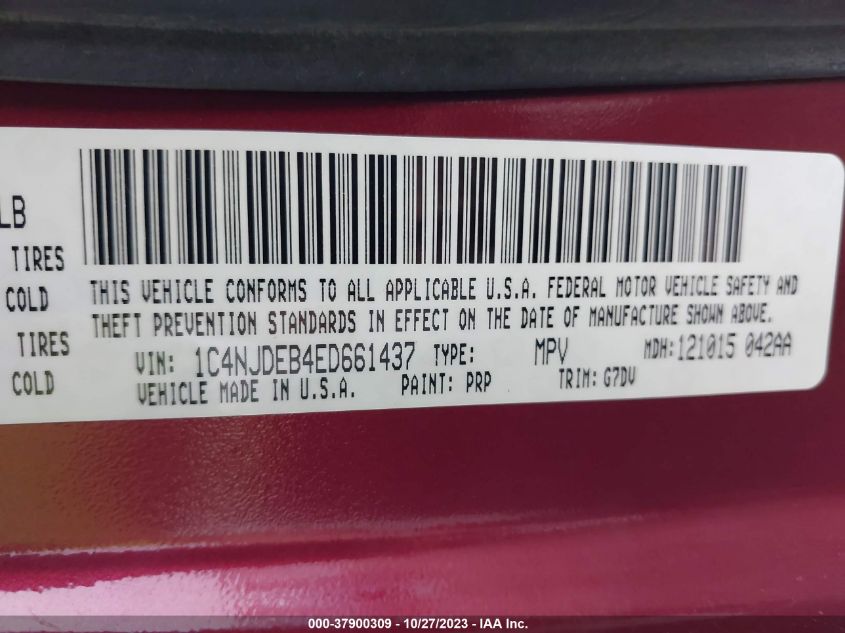 LB
TIRES
COLD
TIRES
COLD
THIS VEHICLE CONFORMS TO ALL APPLICABLE U.S.A. FEDERAL MOTOR VEHICLE SAFETY AND
THEFT PREVENTION STANDARDS IN EFFECT ON THE DATE OF MANUFACTURE SHOWN ABOVE.
VIN: 1C4NJDEB4ED661437 TYPE: MPV MDH:121015 042AA
VEHICLE MADE IN U.S.A. PAINT: PRP TRIM: G7DV
000-37900309 - 10/27/2023 - IAA Inc.